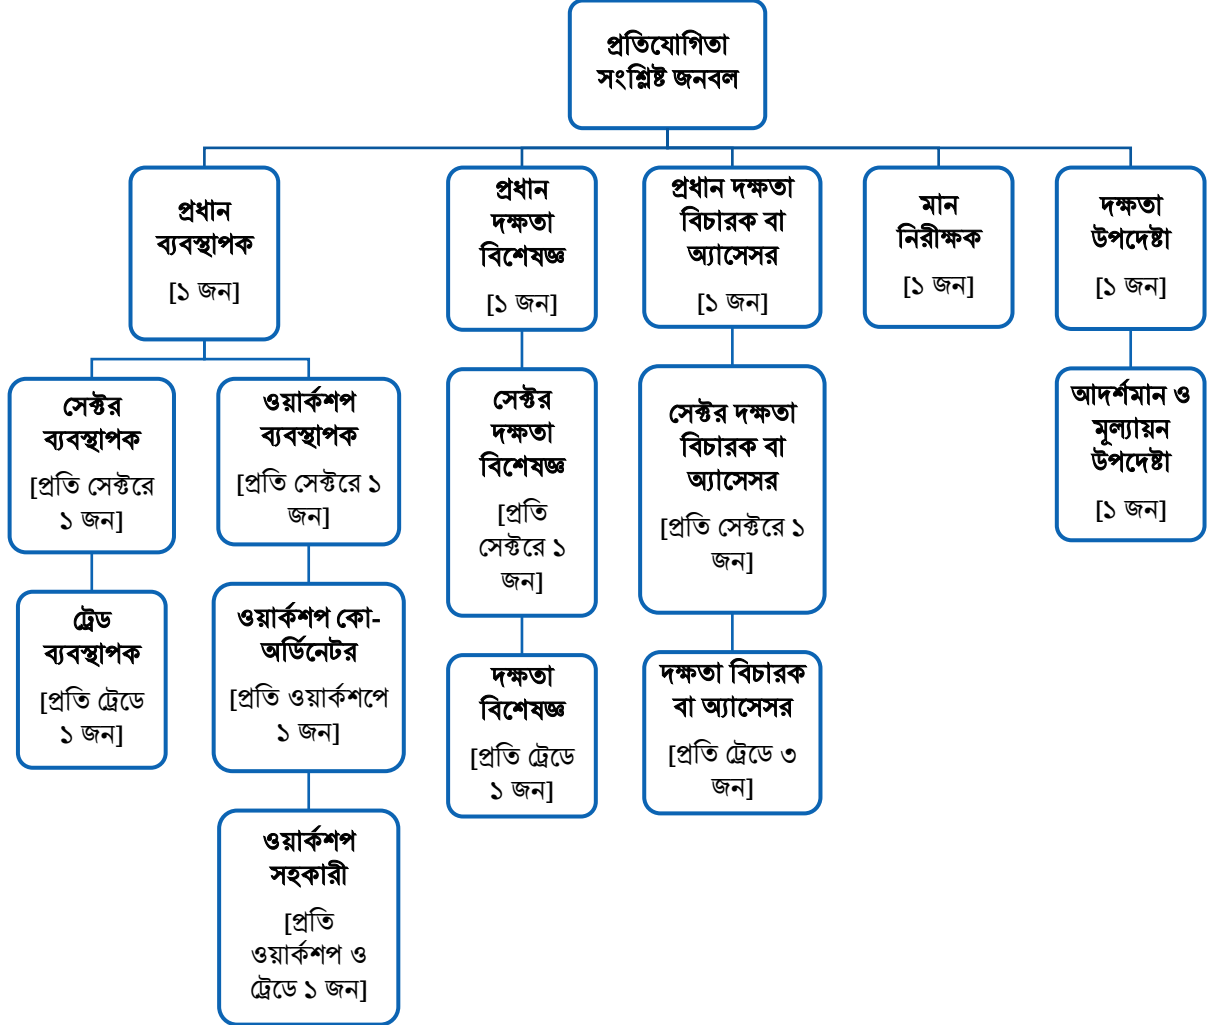 প্রতিযোগিতা
সংশ্লিষ্ট জনবল
প্রধান
ব্যবস্থাপক
[১ জন]
প্রধান
দক্ষতা
বিশেষজ্ঞ
[১ জন]
প্রধান দক্ষতা
বিচারক বা
অ্যাসেসর
[১ জন]
মান
নিরীক্ষক
[১ জন]
দক্ষতা
উপদেষ্টা
[১ জন]
সেক্টর
ব্যবস্থাপক
[প্রতি সেক্টরে
১ জন]
ওয়ার্কশপ
ব্যবস্থাপক
[প্রতি সেক্টরে ১
জন]
সেক্টর
দক্ষতা
বিশেষজ্ঞ
[প্রতি
সেক্টরে ১
জন]
সেক্টর দক্ষতা
বিচারক বা
অ্যাসেসর
[প্রতি সেক্টরে ১
জন]
আদর্শমান ও
মূল্যায়ন
উপদেষ্টা
[১ জন]
ট্রেড
ব্যবস্থাপক
[প্রতি ট্রেডে
১ জন]
ওয়ার্কশপ কো-
অর্ডিনেটর
[প্রতি ওয়ার্কশপে
১ জন]
দক্ষতা
বিশেষজ্ঞ
[প্রতি ট্রেডে
১ জন]
দক্ষতা বিচারক
বা অ্যাসেসর
[প্রতি ট্রেডে ৩
জন]
ওয়ার্কশপ
সহকারী
[প্রতি
ওয়ার্কশপ ও
ট্রেডে ১ জন]